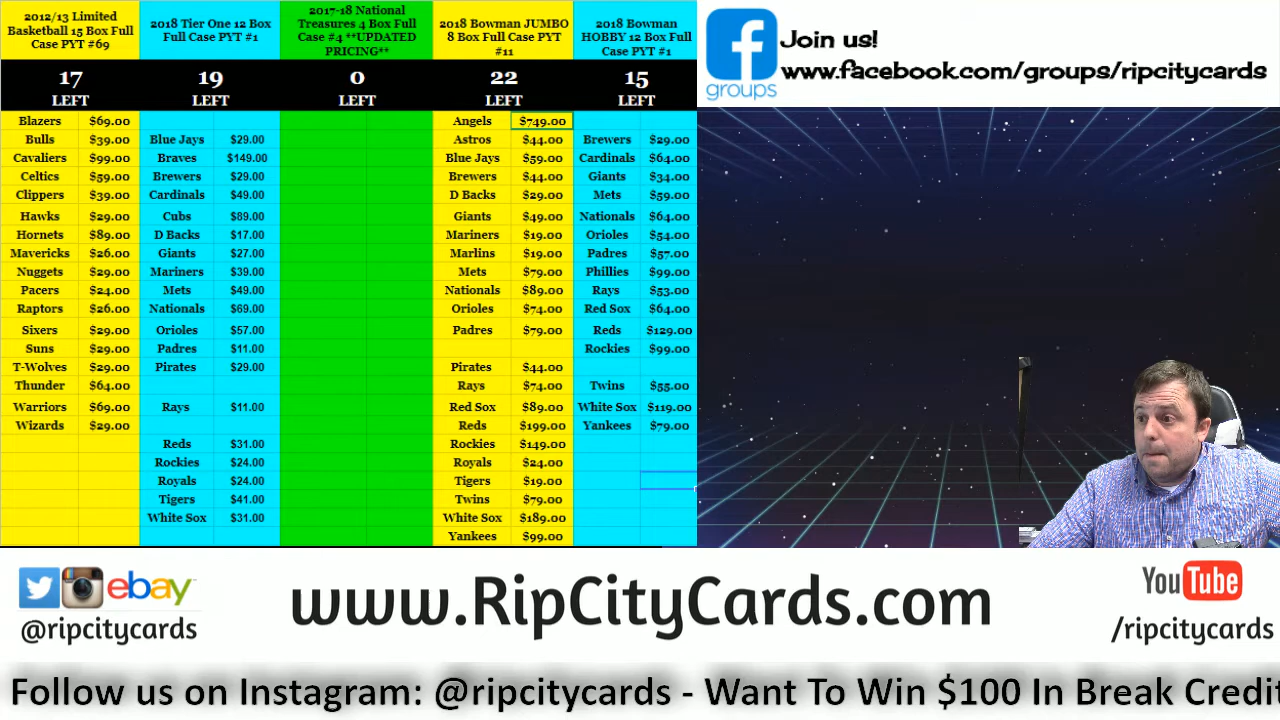 2012/13 Limited
Basketball 15 Box Full
Case PYT #69
17
LEFT
Blazers $69.00
Bulls $39.00
Cavaliers $99.00
Celtics $59.00
Clippers $39.00
Hawks $29.00
Hornets $89.00
Mavericks $26.00
Nuggets $29.00
Pacers $24.00
Raptors $26.00
Sixers $29.00
Suns $29.00
T-Wolves $29.00
Thunder $64.00
Warriors $69.00
Wizards $29.00
2018 Tier One 12 Box
Full Case PYT #1
19
LEFT
Blue Jays $29.00
Braves $149.00
Brewers $29.00
Cardinals $49.00
Cubs $89.00
D Backs $17.00
Giants $27.00
Mariners $39.00
Mets $49.00
Nationals $69.00
Orioles $57.00
Padres $11.00
Pirates $29.00
Rays $11.00
Reds $31.00
Rockies $24.00
Royals $24.00
Tigers $41.00
White Sox $31.00
2017-18 National
Treasures 4 Box Full
Case #4 **UPDATED
PRICING**
0
LEFT
2018 Bowman JUMBO
8 Box Full Case PYT
#11
22
LEFT
Angels $749.00
Astros $44.00
Blue Jays $59.00
Brewers $44.00
D Backs $29.00
Giants $49.00
Mariners $19.00
Marlins $19.00
Mets $79.00
Nationals $89.00
Orioles $74.00
Padres $79.00
Pirates $44.00
Rays $74.00
Red Sox $89.00
Reds $199.00
Rockies $149.00
Royals $24.00
Tigers $19.00
Twins $79.00
White Sox $189.00
Yankees $99.00
2018 Bowman
HOBBY 12 Box Full
Case PYT #1
15
LEFT
Brewers $29.00
Cardinals $64.00
Giants $34.00
Mets $59.00
Nationals $64.00
Orioles $54.00
Padres $57.00
Phillies $99.00
Rays $53.00
Red Sox $64.00
Reds $129.00
Rockies $99.00
Twins $55.00
White Sox $119.00
Yankees $79.00
groups
Join us!
www.facebook.com/groups/ripcitycards
ebay
@ripcitycards
www.RipCityCards.com
YouTube
/ripcitycards
Follow us on Instagram: @ripcitycards - Want To Win $100 In Break Credit